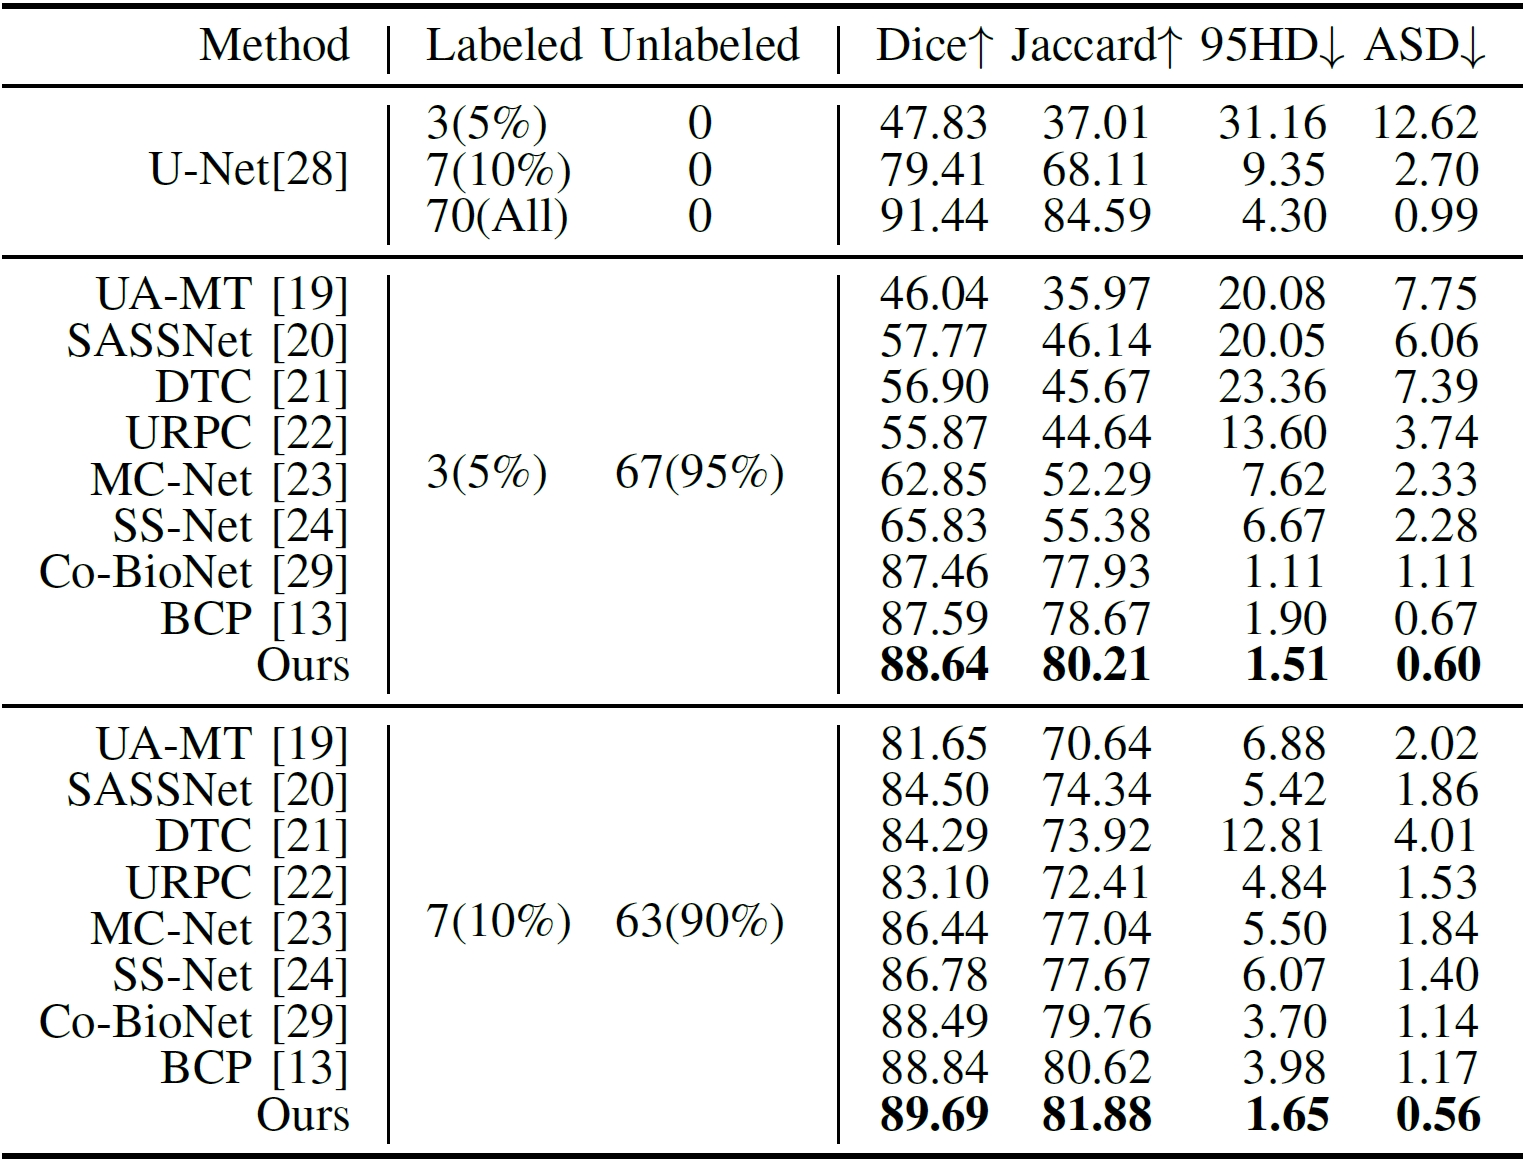 Method Labeled Unlabeled Dice↑ Jaccard↑ 95HD↓ ASD↓
3(5%) 0 47.83 37.01 31.16 12.62
U-Net[28] 7(10%) 0 79.41 68.11 9.35 2.70
70(All) 0 91.44 84.59 4.30 0.99
UA-MT [19] 46.04 35.97 20.08 7.75
SASSNet [20] 57.77 46.14 20.05 6.06
DTC [21] 56.90 45.67 23.36 7.39
URPC [22] 55.87 44.64 13.60 3.74
MC-Net [23] 3(5%) 67(95%) 62.85 52.29 7.62 2.33
SS-Net [24] 65.83 55.38 6.67 2.28
Co-BioNet [29] 87.46 77.93 1.11 1.11
BCP [13] 87.59 78.67 1.90 0.67
Ours 88.64 80.21 1.51 0.60
UA-MT [19] 81.65 70.64 6.88 2.02
SASSNet [20] 84.50 74.34 5.42 1.86
DTC [21] 84.29 73.92 12.81 4.01
URPC [22] 83.10 72.41 4.84 1.53
MC-Net [23] 7(10%) 63(90%) 86.44 77.04 5.50 1.84
SS-Net [24] 86.78 77.67 6.07 1.40
Co-BioNet [29] 88.49 79.76 3.70 1.14
BCP [13] 88.84 80.62 3.98 1.17
Ours 89.69 81.88 1.65 0.56